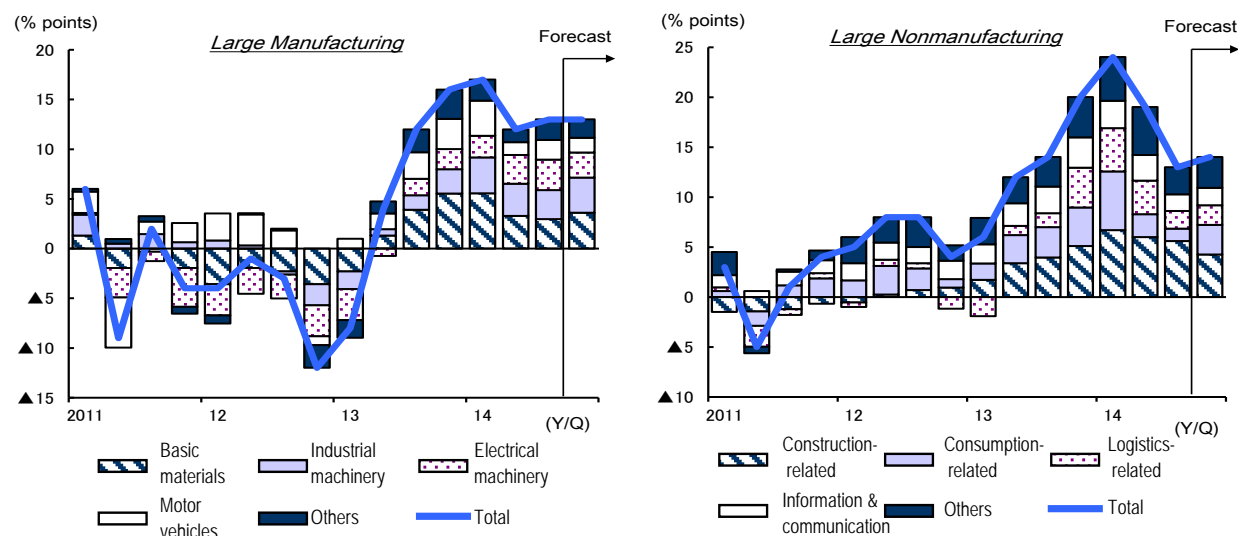 (% points)
Large Manufacturing
Forecast
20
15
10
5
0
▲ 5
▲ 10
▲ 15
2011 12 13 14
(Y/Q)
Basic materials
Industrial machinery
Electrical machinery
Motor vehicles
Others
Total
(% points)
Large Nonmanufacturing
Forecast
25
20
15
10
5
0
▲ 5
▲ 10
2011 12 13 14
(Y/Q)
Construction-related
Consumption-related
Logistics-related
Information & communication
Others
Total